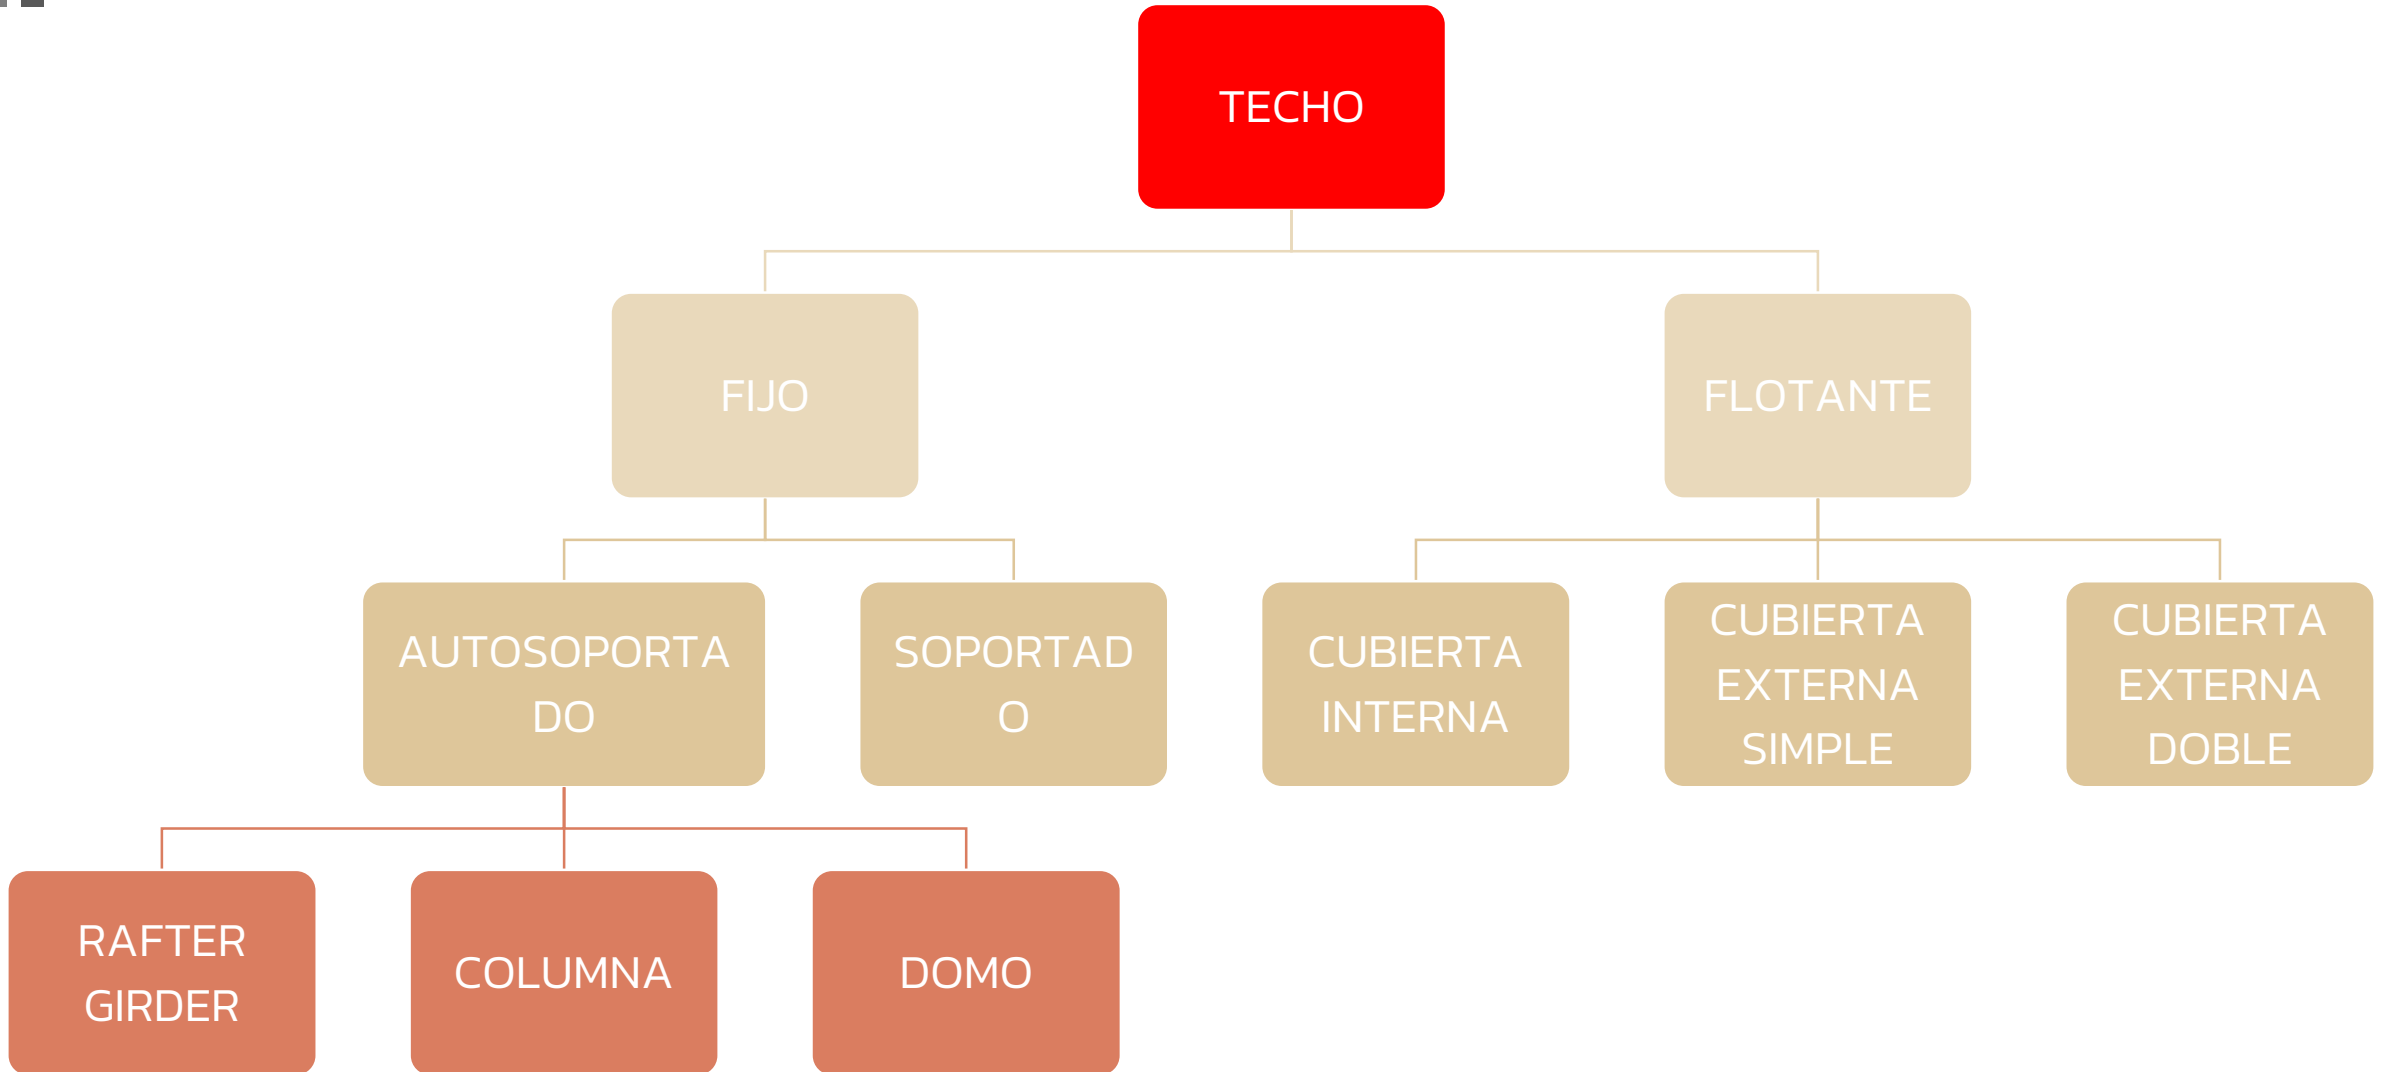 TECHO
FIJO
FLOTANTE
AUTOSOPORTA
DO
SOPORTAD
O
CUBIERTA
INTERNA
CUBIERTA
EXTERNA
SIMPLE
CUBIERTA
EXTERNA
DOBLE
RAFTER
GIRDER
COLUMNA
DOMO